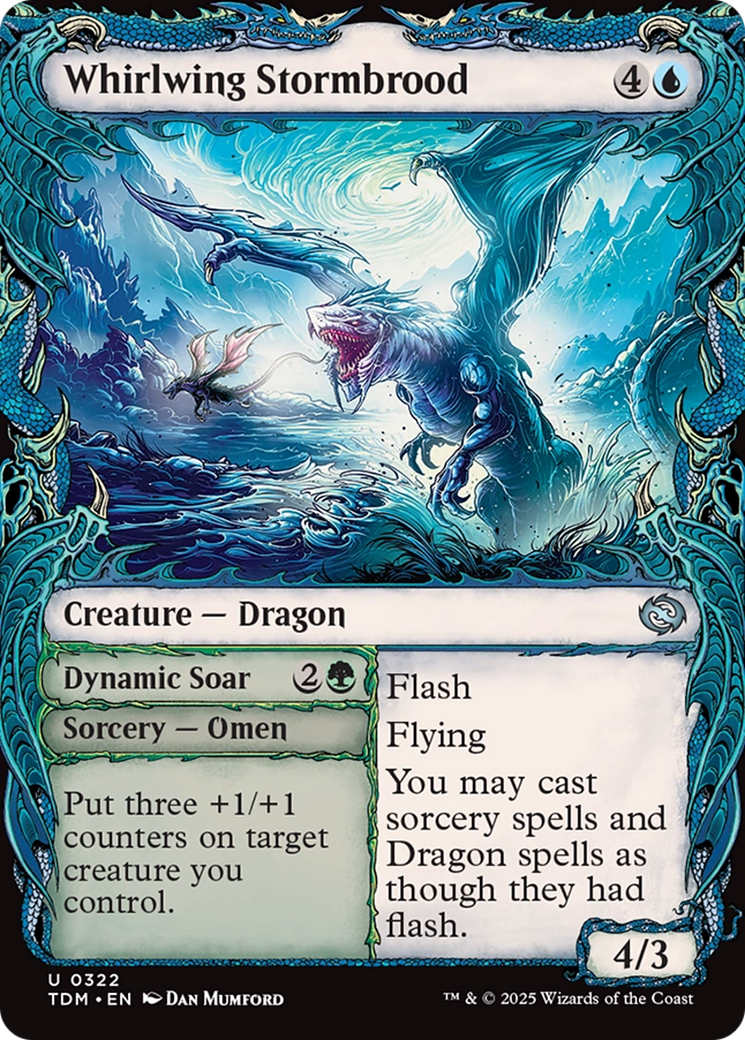 Whirlwing Stormbrood
4
Creature — Dragon
Dynamic Soar 2
Sorcery — Omen
Put three +1/+1
counters on target
creature you
control.
Flash
Flying
You may cast
sorcery spells and
Dragon spells as
though they had
flash.
4/3
U 0322
TDM • EN Dan Mumford
™ & © 2025 Wizards of the Coast